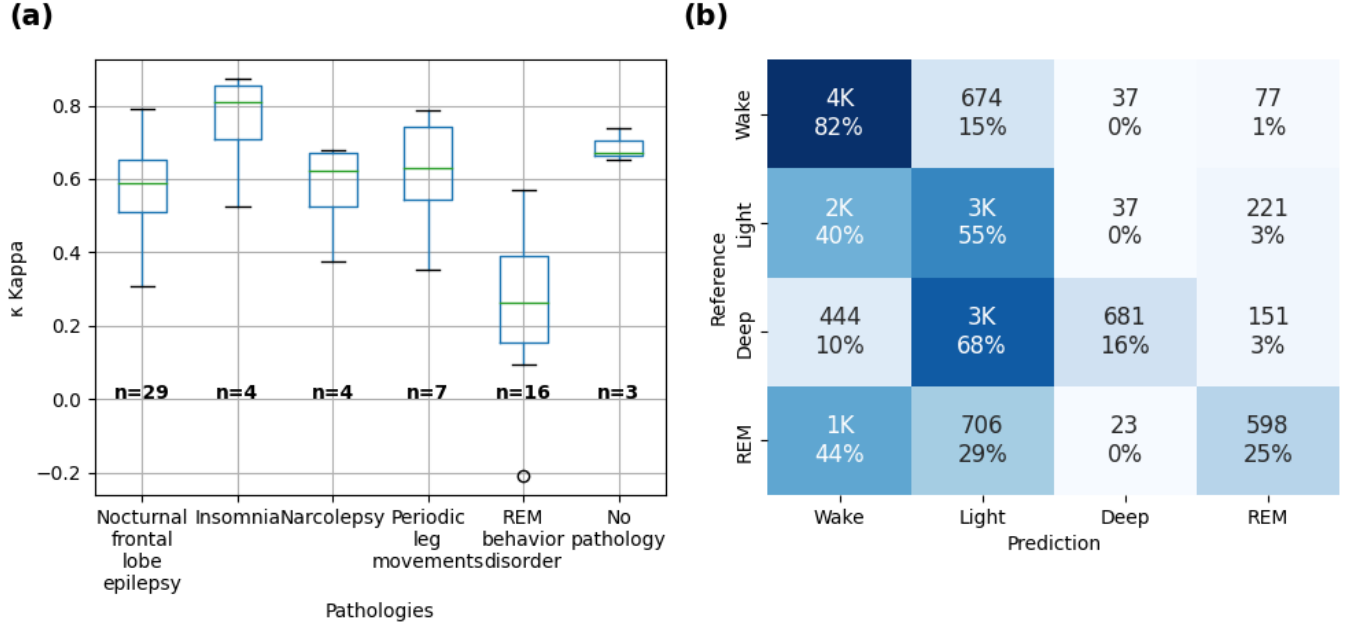 (a)
κ Kappa
0.8
0.6
0.4
0.2
0.0
−0.2
n=29 n=4 n=4 n=7 n=16 n=3
Nocturnal frontal lobe epilepsy
Insomnia
Narcolepsy
Periodic leg movements
REM behavior disorder
No pathology
Pathologies
(b)
Reference
Wake
4K 674 37 77
82% 15% 0% 1%
Light
2K 3K 37 221
40% 55% 0% 3%
Deep
444 3K 681 151
10% 68% 16% 3%
REM
1K 706 23 598
44% 29% 0% 25%
Wake Light Deep REM
Prediction